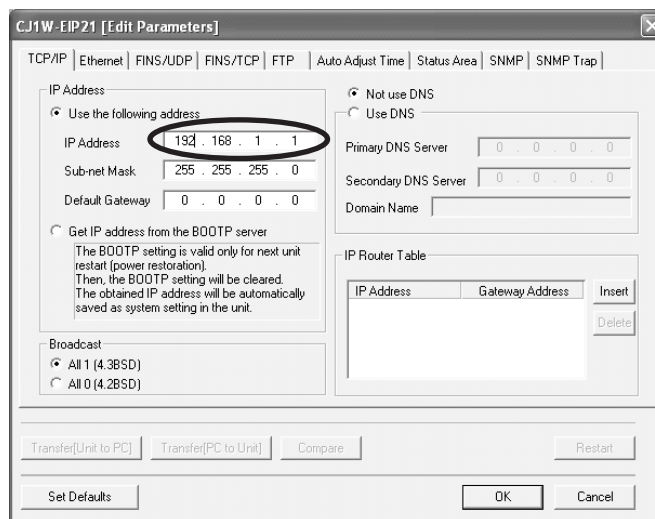 CJ1W-EIP21 [Edit Parameters]
TCP/IP Ethernet FINS/UDP FINS/TCP FTP Auto Adjust Time Status Area SNMP SNMP Trap
IP Address
Use the following address
IP Address 192 . 168 . 1 . 1
Sub-net Mask 255 . 255 . 255 . 0
Default Gateway 0 . 0 . 0 . 0
Get IP address from the BOOTP server
The BOOTP setting is valid only for next unit
restart (power restoration).
Then, the BOOTP setting will be cleared.
The obtained IP address will be automatically
saved as system setting in the unit.
Broadcast
All 1 (4.3BSD)
All 0 (4.2BSD)
Not use DNS
Use DNS
Primary DNS Server 0 . 0 . 0 . 0
Secondary DNS Server 0 . 0 . 0 . 0
Domain Name
IP Router Table
IP Address Gateway Address
Insert
Delete
Transfer[Unit to PC] Transfer[PC to Unit] Compare Restart
Set Defaults OK Cancel